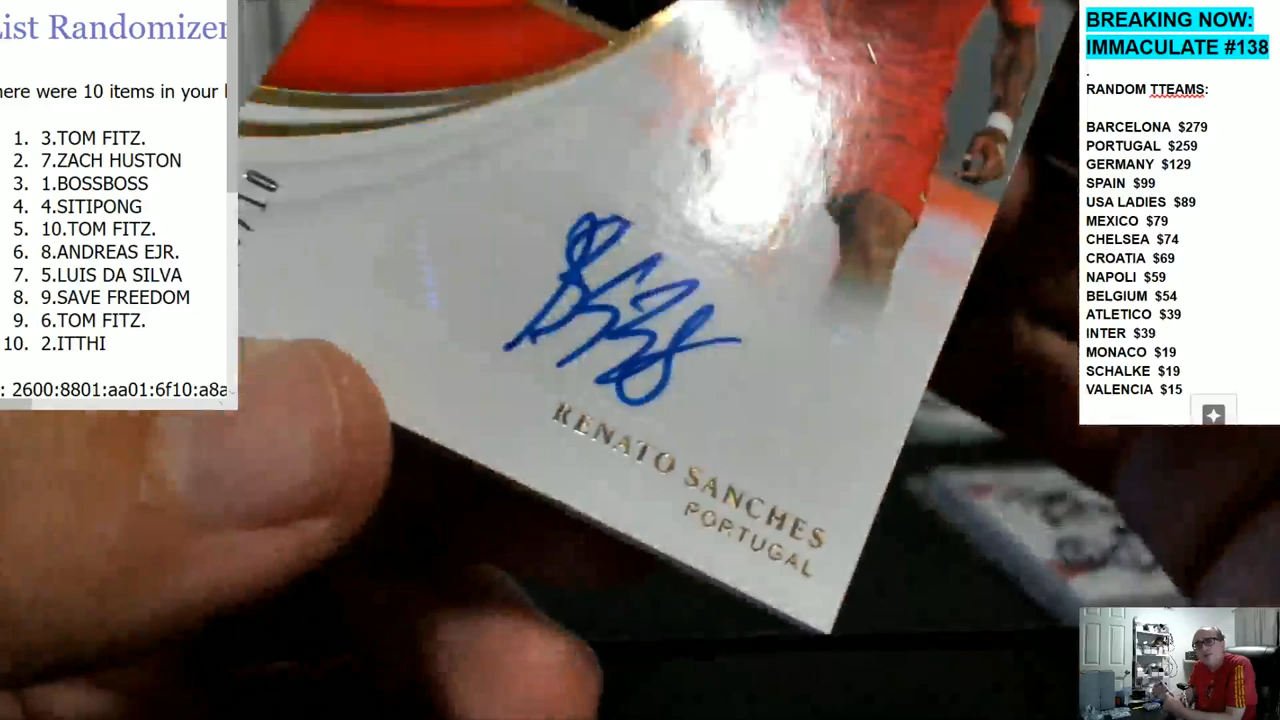 List Randomizer
here were 10 items in your
1. 3.TOM FITZ.
2. 7.ZACH HUSTON
3. 1.BOSSBOSS
4. 4.SITIPONG
5. 10.TOM FITZ.
6. 8.ANDREAS EJR.
7. 5.LUIS DA SILVA
8. 9.SAVE FREEDOM
9. 6.TOM FITZ.
10. 2.ITTHI
: 2600:8801:aa01:6f10:a8a
/10
RENATO SANCHES
PORTUGAL
BREAKING NOW:
IMMACULATE #138
.
RANDOM TTEAMS:
BARCELONA $279
PORTUGAL $259
GERMANY $129
SPAIN $99
USA LADIES $89
MEXICO $79
CHELSEA $74
CROATIA $69
NAPOLI $59
BELGIUM $54
ATLETICO $39
INTER $39
MONACO $19
SCHALKE $19
VALENCIA $15